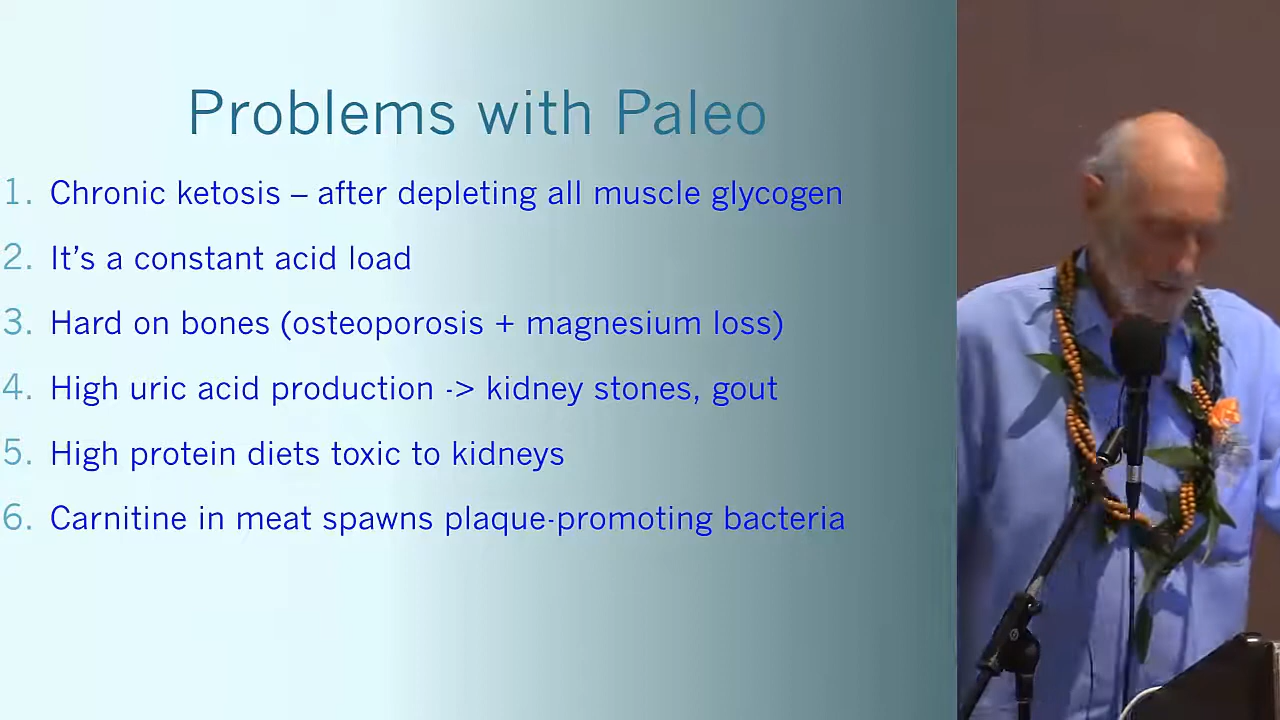 Problems with Paleo
1. Chronic ketosis – after depleting all muscle glycogen
2. It's a constant acid load
3. Hard on bones (osteoporosis + magnesium loss)
4. High uric acid production -> kidney stones, gout
5. High protein diets toxic to kidneys
6. Carnitine in meat spawns plaque-promoting bacteria